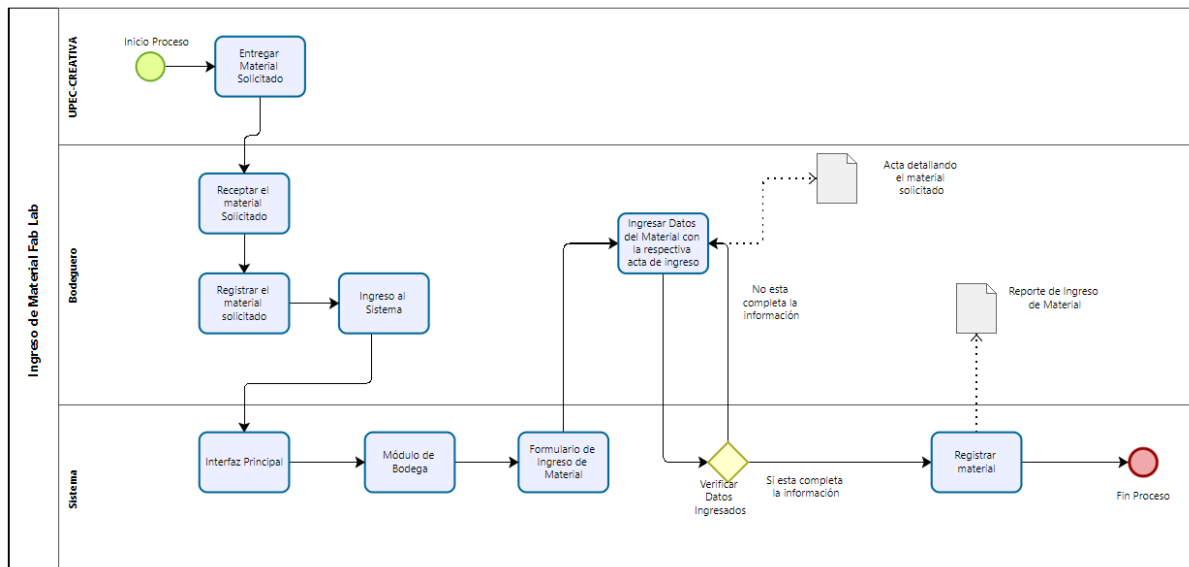 Ingreso de Material Fab Lab
UPEC-CREATIVA
Inicio Proceso
Entregar
Material
Solicitado
Bodeguero
Receptar el
material
Solicitado
Registrar el
material
solicitado
Ingreso al
Sistema
Ingresar Datos
del Material con
la respectiva
acta de ingreso
Acta detallando
el material
solicitado
No esta
completa la
información
Reporte de Ingreso
de Material
Sistema
Interfaz Principal
Módulo de
Bodega
Formulario de
Ingreso de
Material
Verificar
Datos
Ingresados
Si esta completa
la información
Registrar
material
Fin Proceso